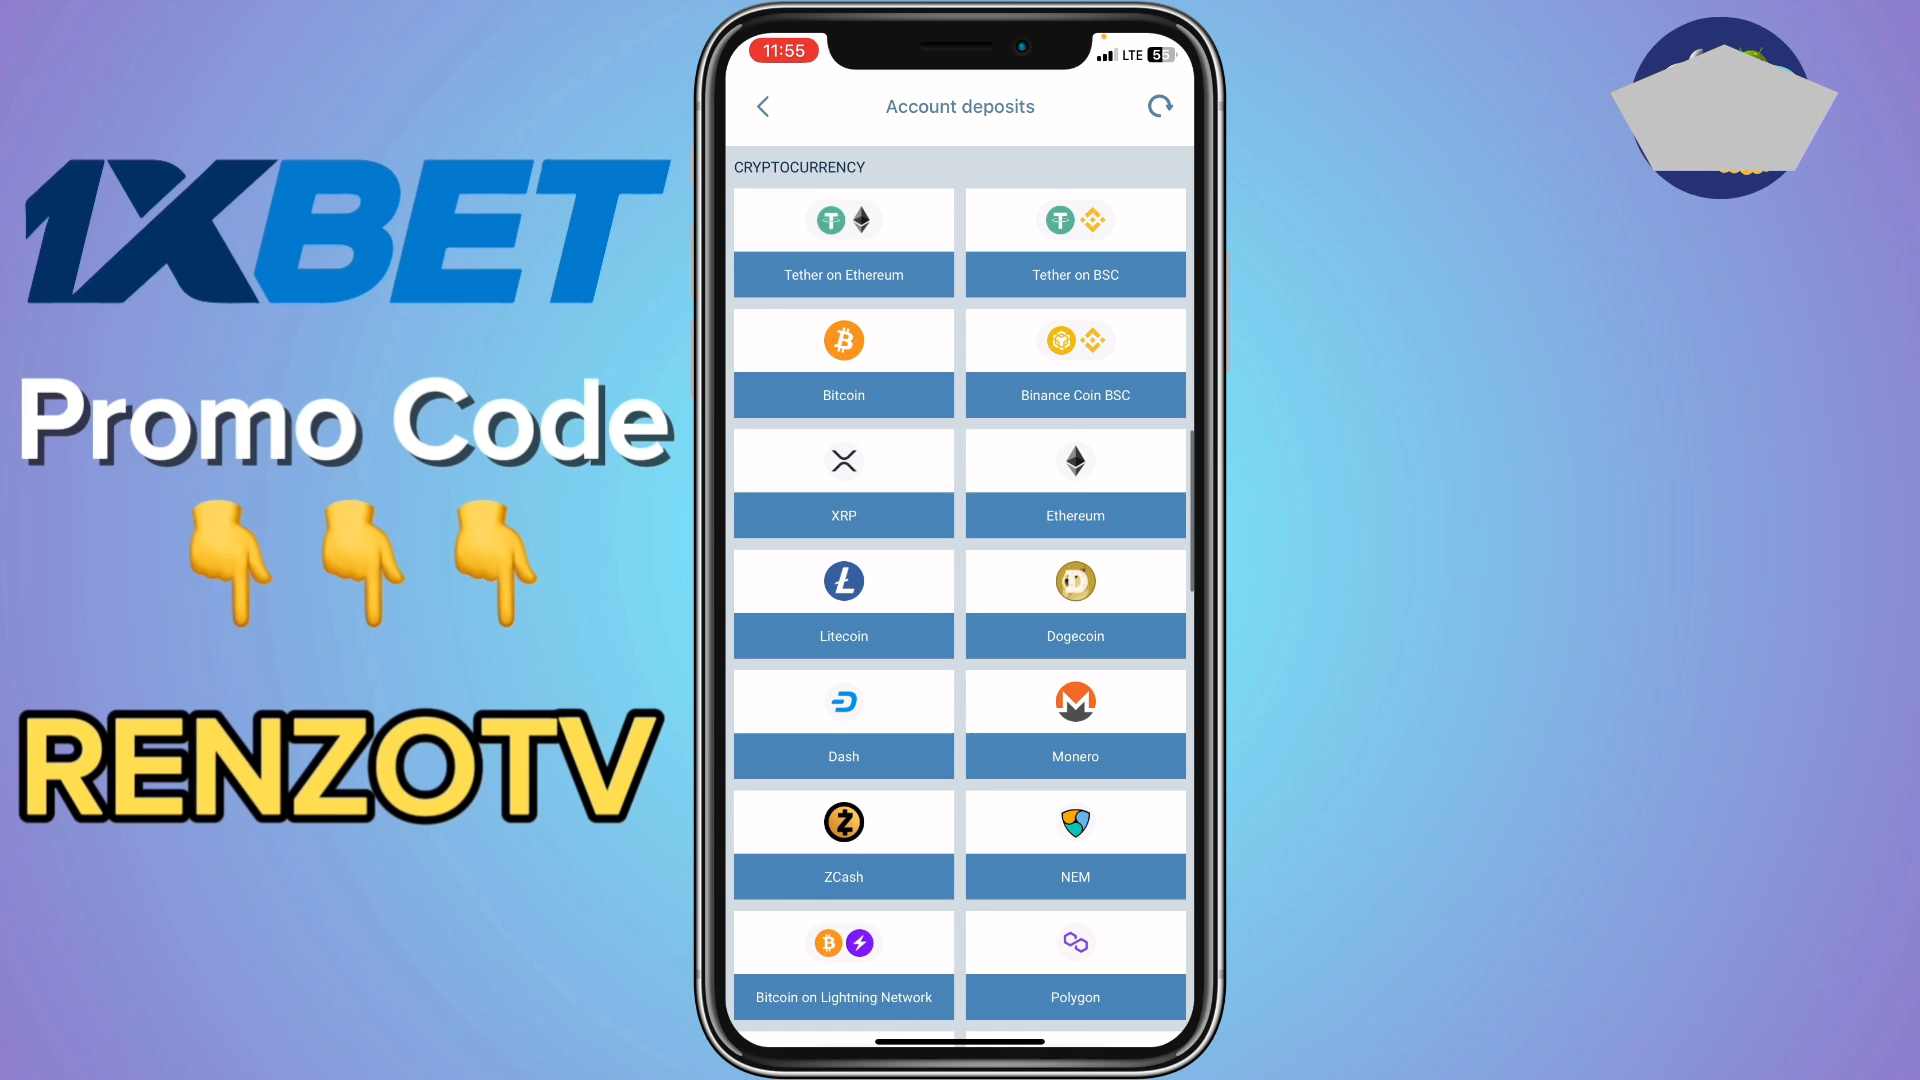 1XBET
Promo Code
RENZOTV
11:55
LTE 55
Account deposits
CRYPTOCURRENCY
Tether on Ethereum
Tether on BSC
Bitcoin
Binance Coin BSC
XRP
Ethereum
Litecoin
Dogecoin
Dash
Monero
ZCash
NEM
Bitcoin on Lightning Network
Polygon